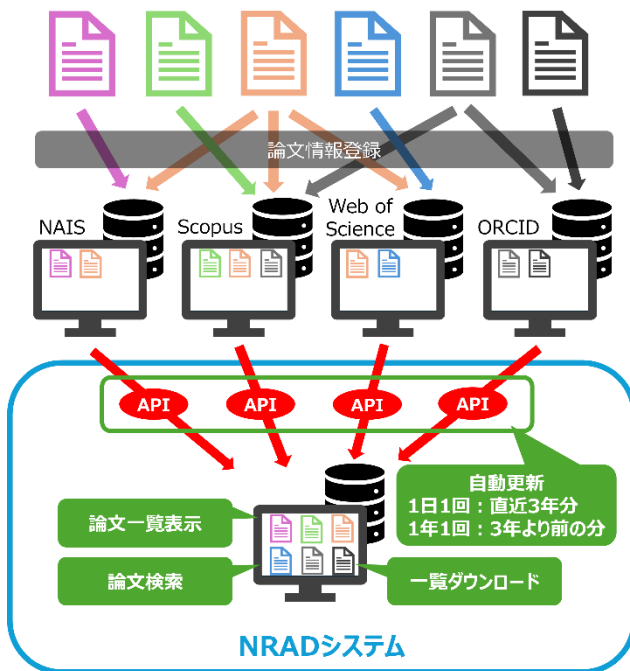 論文情報登録
NAIS
Scopus
Web of
Science
ORCID
API
API
API
API
自動更新
1日1回：直近3年分
1年1回：3年より前の分
論文一覧表示
論文検索
一覧ダウンロード
NRADシステム